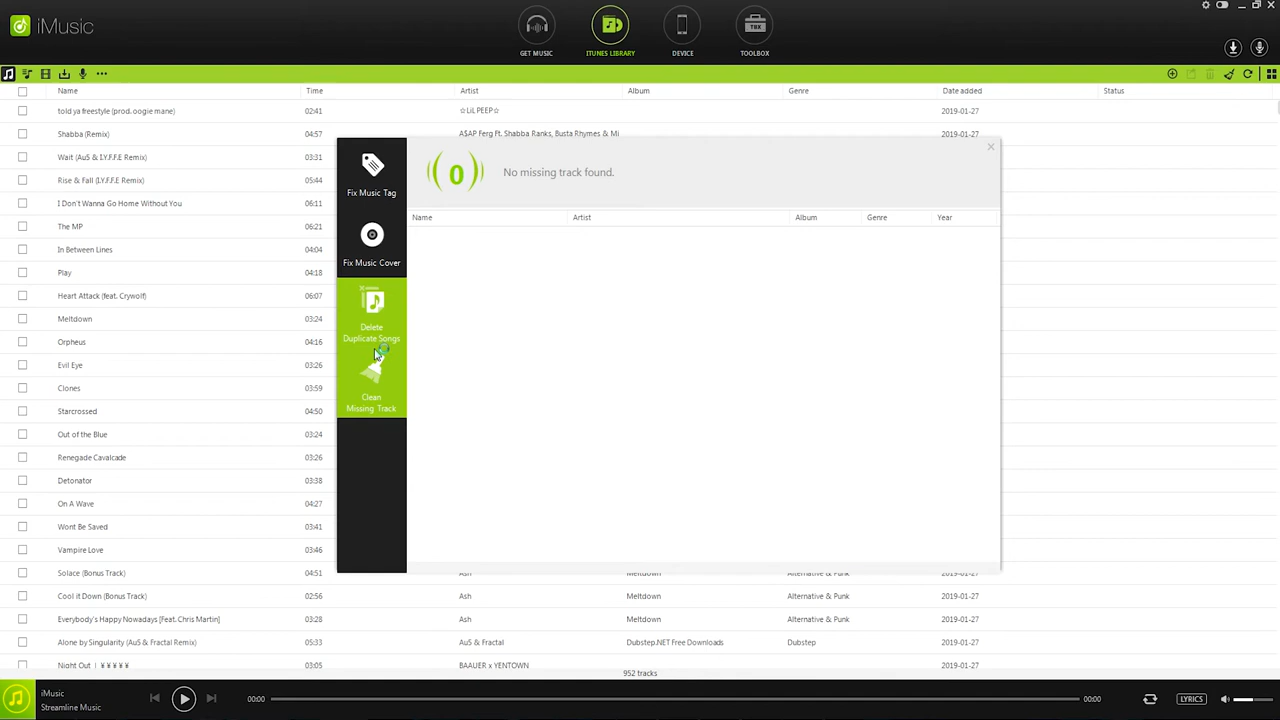 iMusic
GET MUSIC
ITUNES LIBRARY
DEVICE
TBX
TOOLBOX
Name Time Artist Album Genre Date added Status
told ya freestyle (prod. oogie mane) 02:41 ☆LiL PEEP☆ 2019-01-27
Shabba (Remix) 04:57 A$AP Ferg Ft. Shabba Ranks, Busta Rhymes & Mi 2019-01-27
Wait (Au5 & I.Y.F.F.E Remix) 03:31
Rise & Fall (I.Y.F.F.E Remix) 05:44
I Don't Wanna Go Home Without You 06:11
The MP 06:21
In Between Lines 04:04
Play 04:18
Heart Attack (feat. Crywolf) 06:07
Meltdown 03:24
Orpheus 04:16
Evil Eye 03:26
Clones 03:59
Starcrossed 04:50
Out of the Blue 03:24
Renegade Cavalcade 03:26
Detonator 03:38
On A Wave 04:27
Wont Be Saved 03:41
Vampire Love 03:46
Solace (Bonus Track) 04:51 Ash Meltdown Alternative & Punk 2019-01-27
Cool it Down (Bonus Track) 02:56 Ash Meltdown Alternative & Punk 2019-01-27
Everybody's Happy Nowadays [Feat. Chris Martin] 03:28 Ash Meltdown Alternative & Punk 2019-01-27
Alone by Singularity (Au5 & Fractal Remix) 05:33 Au5 & Fractal Dubstep.NET Free Downloads Dubstep 2019-01-27
Night Out | ¥ ¥ ¥ ¥ ¥ 03:05 BAAUER x YENTOWN 2019-01-27
Fix Music Tag
Fix Music Cover
Delete
Duplicate Songs
Clean
Missing Track
0 No missing track found.
Name Artist Album Genre Year
952 tracks
iMusic
Streamline Music
00:00 00:00 LYRICS